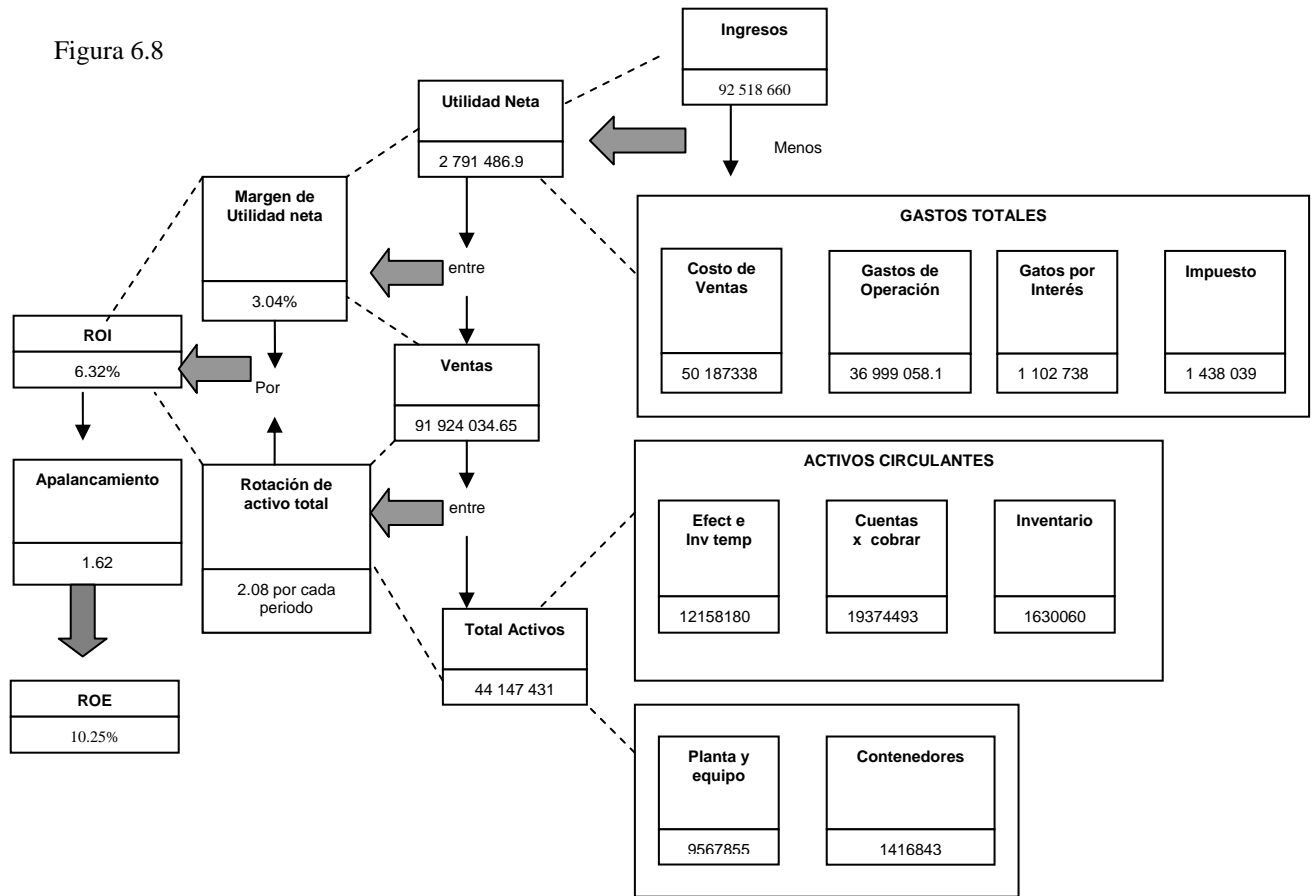 Figura 6.8
Ingresos
92 518 660
Utilidad Neta
2 791 486.9
Menos
Margen de
Utilidad neta
3.04%
entre
GASTOS TOTALES
Costo de
Ventas
50 187338
Gastos de
Operación
36 999 058.1
Gatos por
Interés
1 102 738
Impuesto
1 438 039
ROI
6.32%
Por
Ventas
91 924 034.65
Apalancamiento
1.62
Rotación de
activo total
2.08 por cada
periodo
entre
ACTIVOS CIRCULANTES
Efect e
Inv temp
12158180
Cuentas
x cobrar
19374493
Inventario
1630060
Total Activos
44 147 431
ROE
10.25%
Planta y
equipo
9567855
Contenedores
1416843